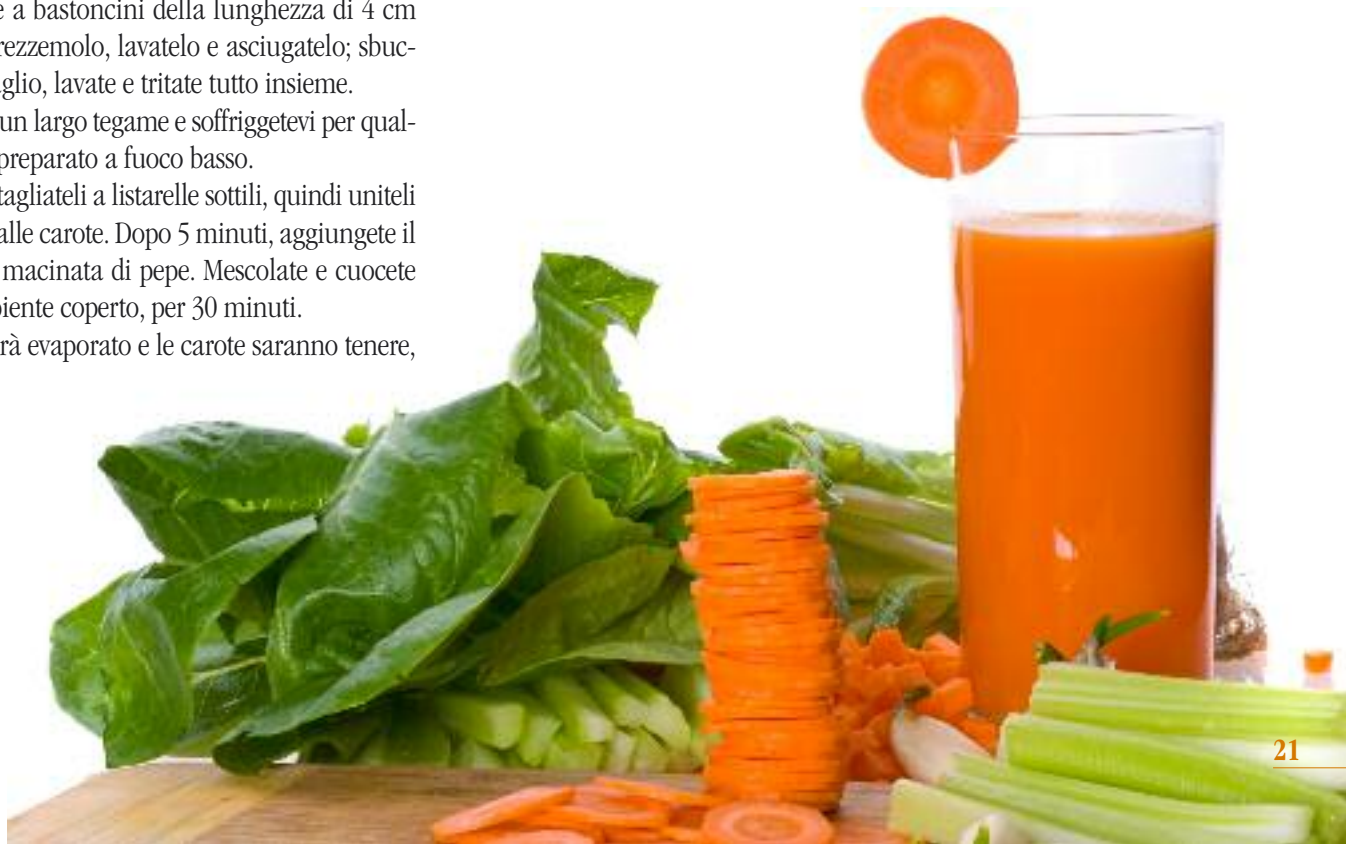 e a bastoncini della lunghezza di 4 cm
rezzemolo, lavatelo e asciugatelo; sbuc-
glio, lavate e tritate tutto insieme.
un largo tegame e soffriggetevi per qual-
preparato a fuoco basso.
tagliateli a listarelle sottili, quindi uniteli
alle carote. Dopo 5 minuti, aggiungete il
macinata di pepe. Mescolate e cuocete
piente coperto, per 30 minuti.
rà evaporato e le carote saranno tenere,
21